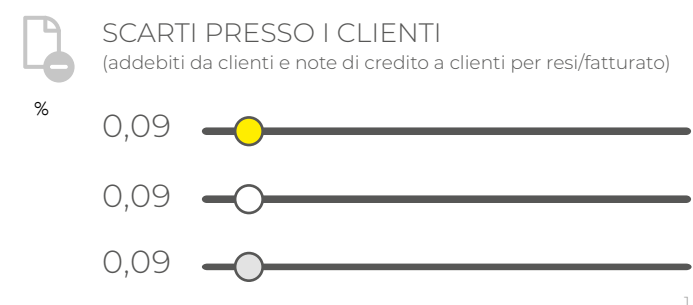 SCARTI PRESSO I CLIENTI
(addebiti da clienti e note di credito a clienti per resi/fatturato)
%
0,09
0,09
0,09
1